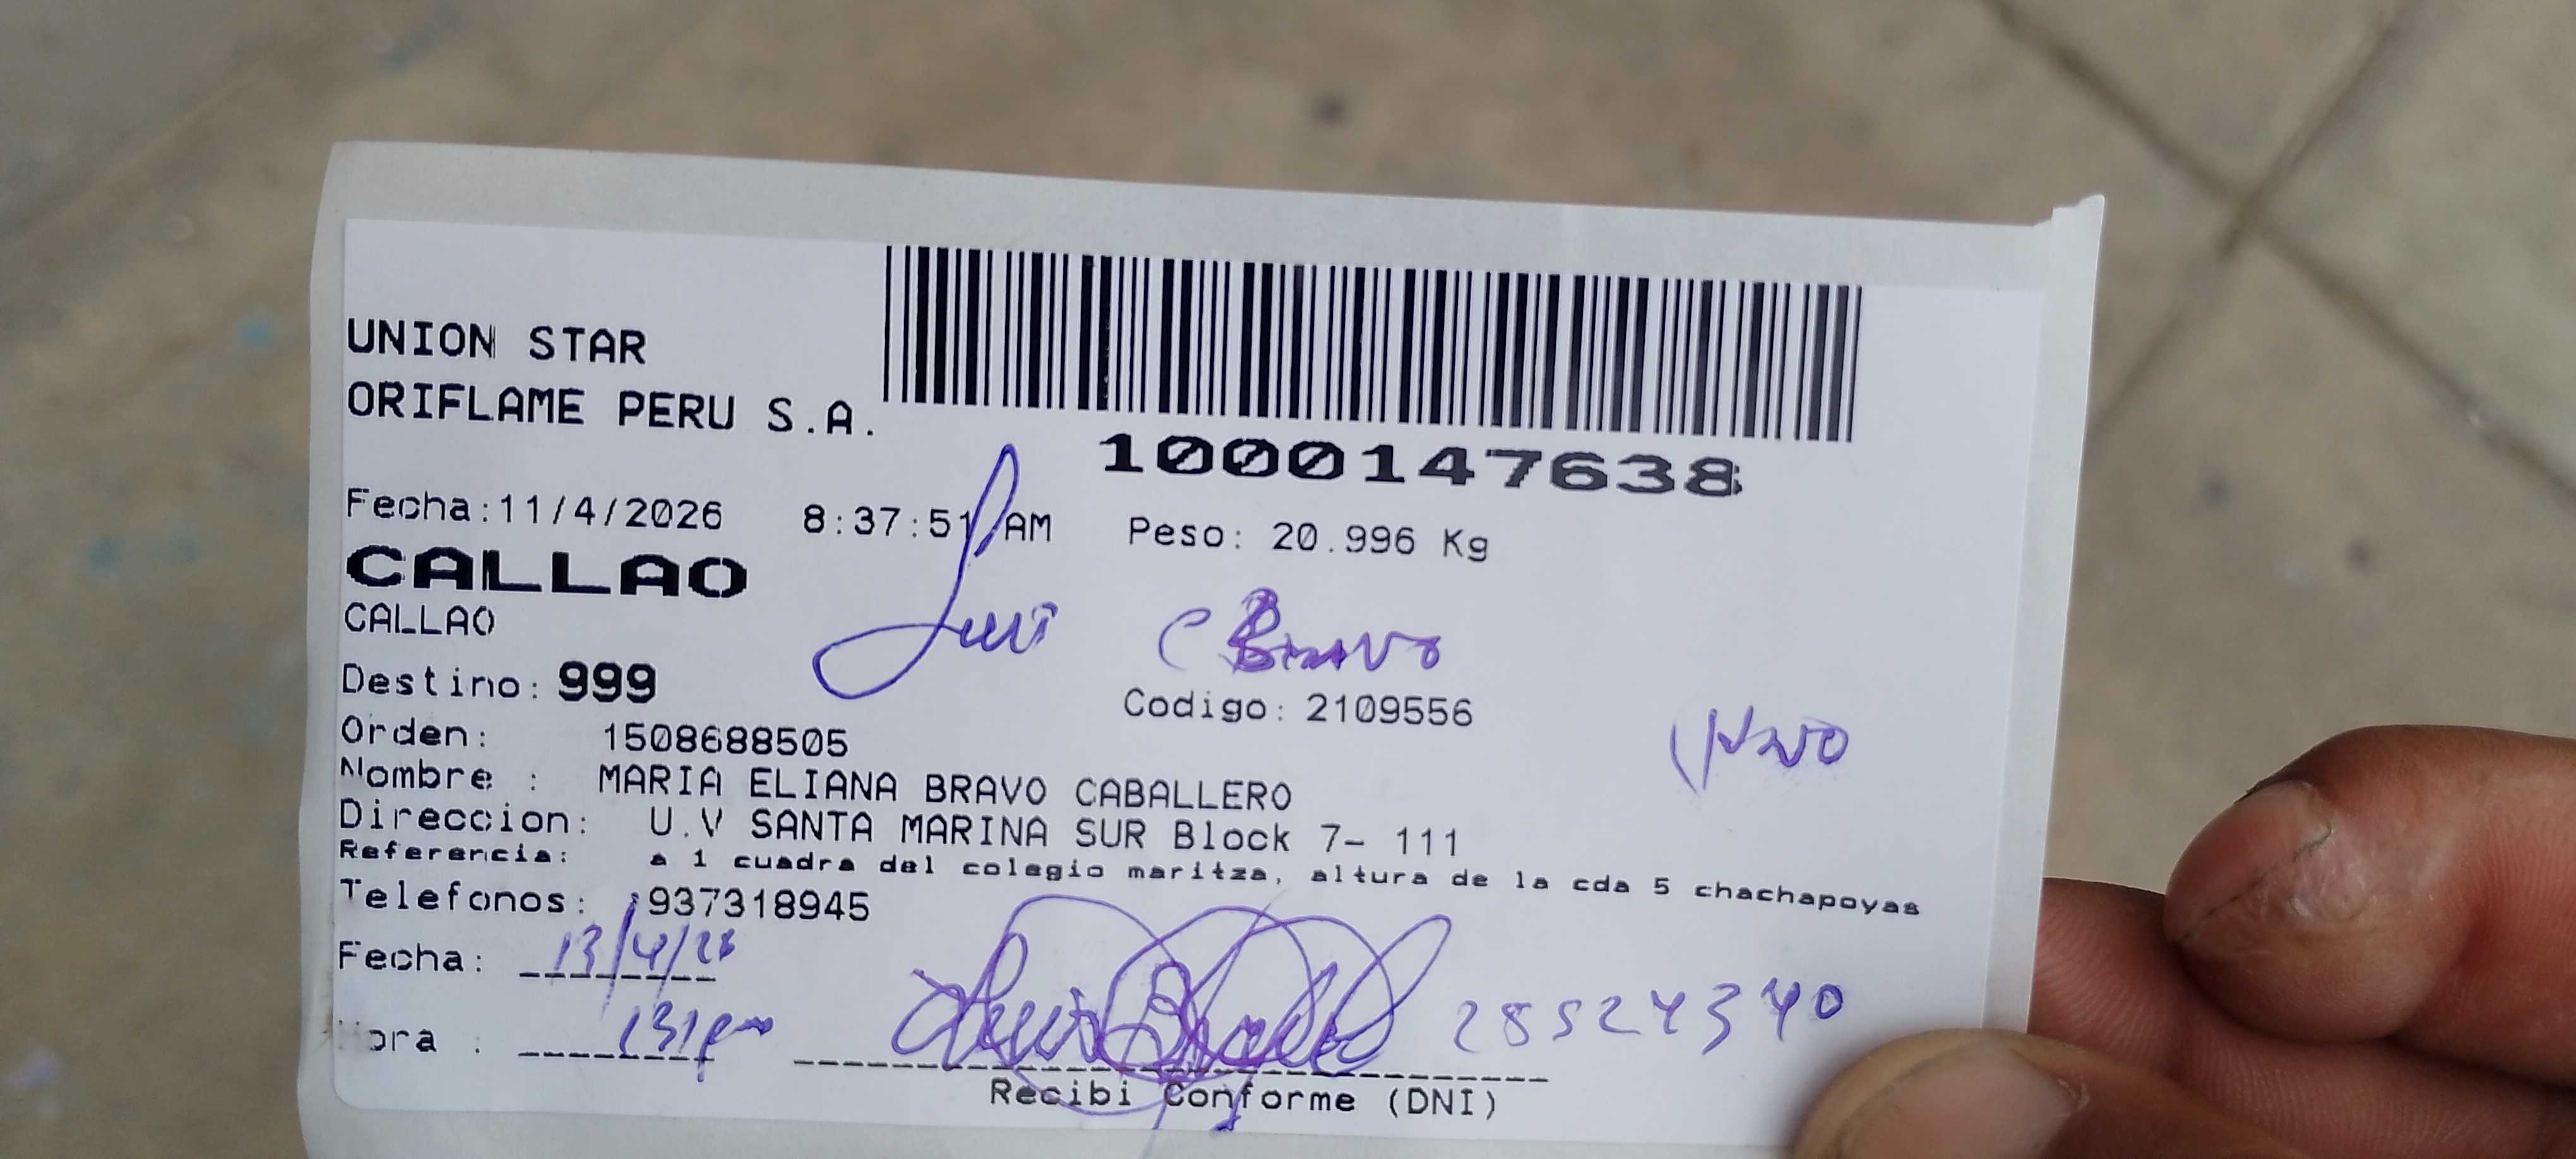 UNION STAR
ORIFLAME PERU S.A.
1000147638
Fecha:11/4/2026 8:37:51 AM Peso: 20.996 Kg
CALLAO
CALLAO
Luis C Bravo
Destino: 999
Codigo: 2109556
Orden: 1508688505
Nombre : MARIA ELIANA BRAVO CABALLERO
Direccion: U.V SANTA MARINA SUR Block 7- 111
Referencia: a 1 cuadra del colegio maritza, altura de la cda 5 chachapoyas
Telefonos: 937318945
Fecha: 13/4/26
Hora : 131pm
28524340
Recibi Conforme (DNI)